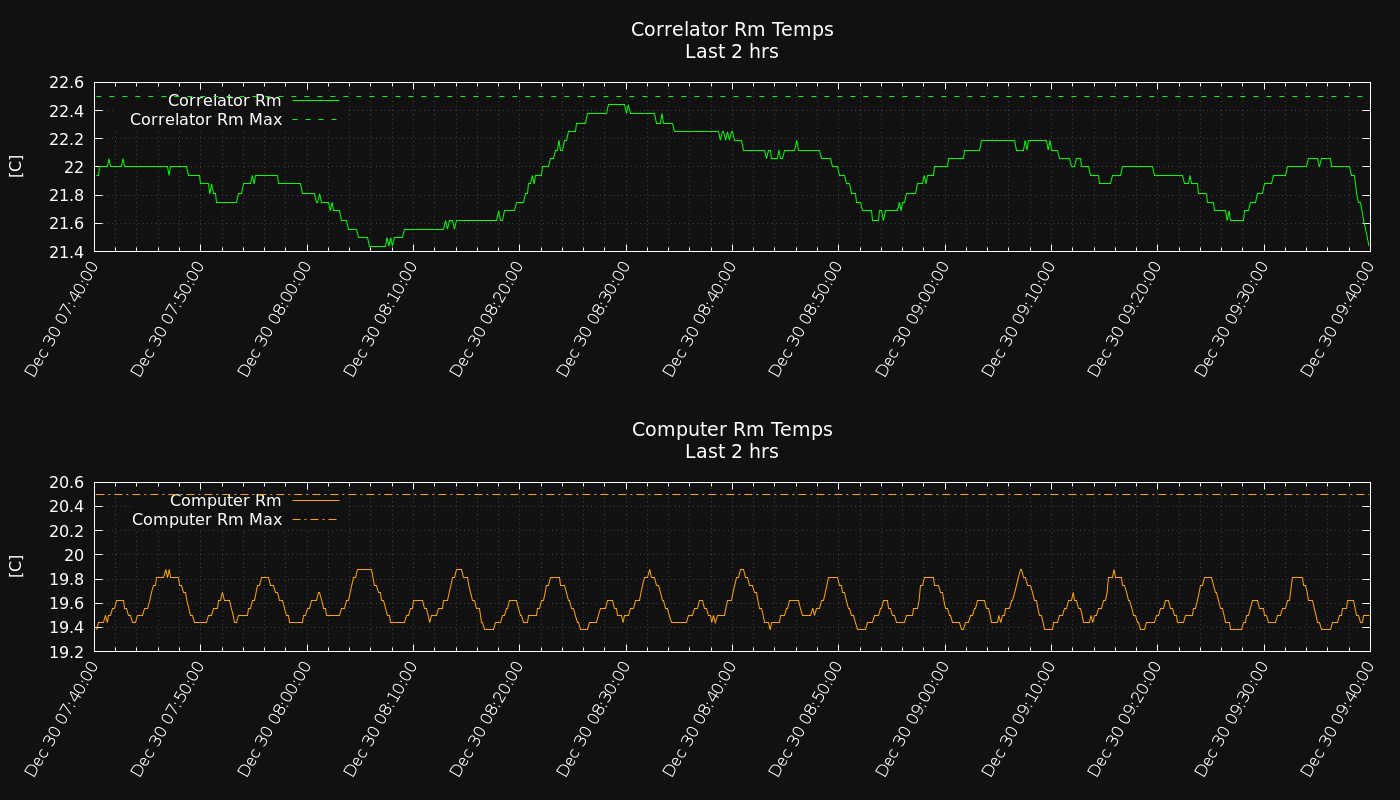 Correlator Rm Temps
Last 2 hrs
22.6
22.4
22.2
22
21.8
21.6
21.4
[C]
Correlator Rm
Correlator Rm Max
Dec 30 07:40:00
Dec 30 07:50:00
Dec 30 08:00:00
Dec 30 08:10:00
Dec 30 08:20:00
Dec 30 08:30:00
Dec 30 08:40:00
Dec 30 08:50:00
Dec 30 09:00:00
Dec 30 09:10:00
Dec 30 09:20:00
Dec 30 09:30:00
Dec 30 09:40:00
Computer Rm Temps
Last 2 hrs
20.6
20.4
20.2
20
19.8
19.6
19.4
19.2
[C]
Computer Rm
Computer Rm Max
Dec 30 07:40:00
Dec 30 07:50:00
Dec 30 08:00:00
Dec 30 08:10:00
Dec 30 08:20:00
Dec 30 08:30:00
Dec 30 08:40:00
Dec 30 08:50:00
Dec 30 09:00:00
Dec 30 09:10:00
Dec 30 09:20:00
Dec 30 09:30:00
Dec 30 09:40:00